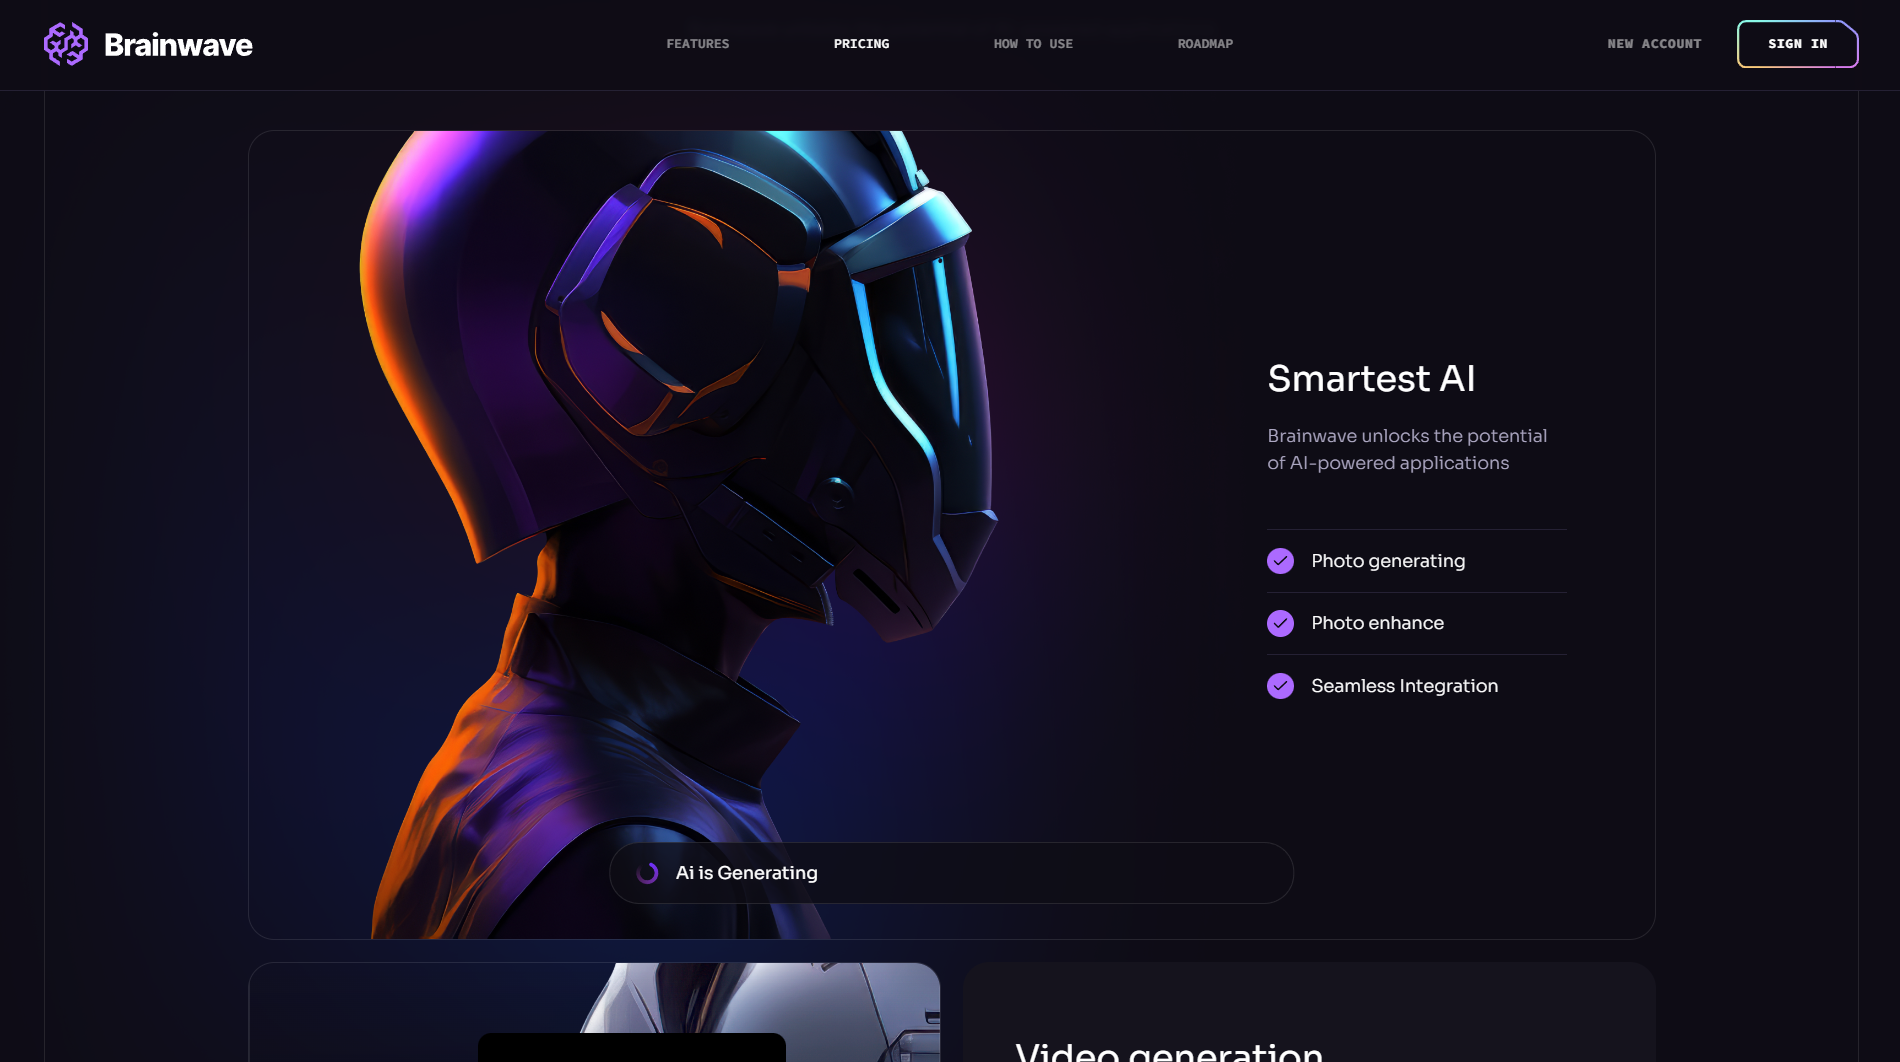 Brainwave
FEATURES
PRICING
HOW TO USE
ROADMAP
NEW ACCOUNT
SIGN IN
Smartest AI
Brainwave unlocks the potential
of AI-powered applications
Photo generating
Photo enhance
Seamless Integration
Ai is Generating
Video generation